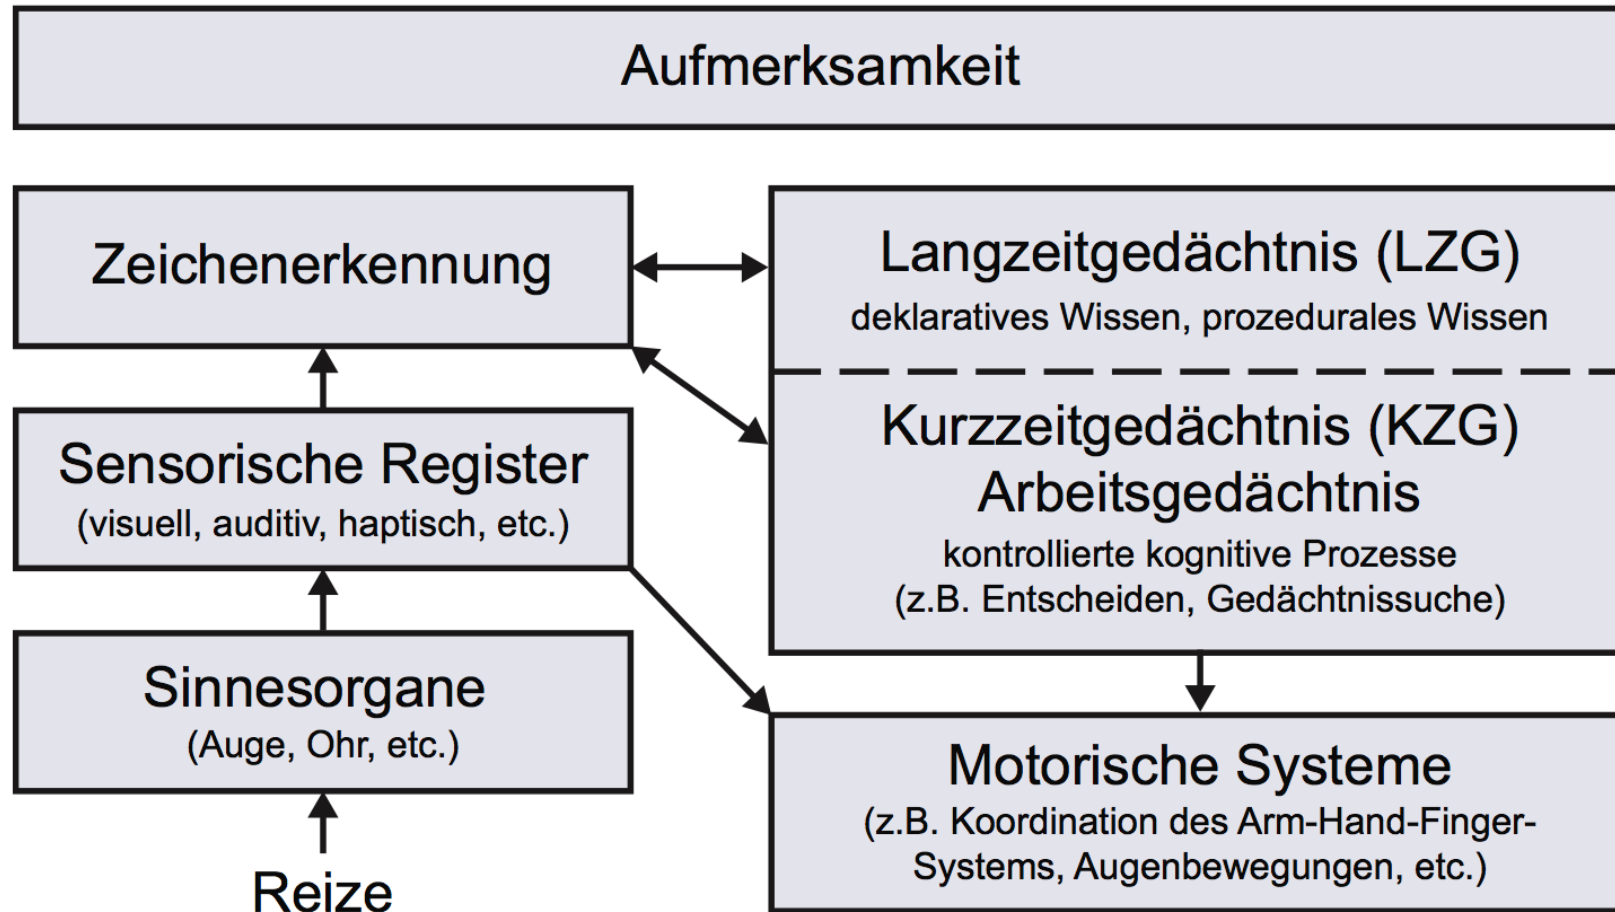 Aufmerksamkeit
Zeichenerkennung
Langzeitgedächtnis (LZG)
deklaratives Wissen, prozedurales Wissen
Kurzzeitgedächtnis (KZG)
Arbeitsgedächtnis
kontrollierte kognitive Prozesse
(z.B. Entscheiden, Gedächtnissuche)
Sensorische Register
(visuell, auditiv, haptisch, etc.)
Sinnesorgane
(Auge, Ohr, etc.)
Reize
Motorische Systeme
(z.B. Koordination des Arm-Hand-Finger-
Systems, Augenbewegungen, etc.)